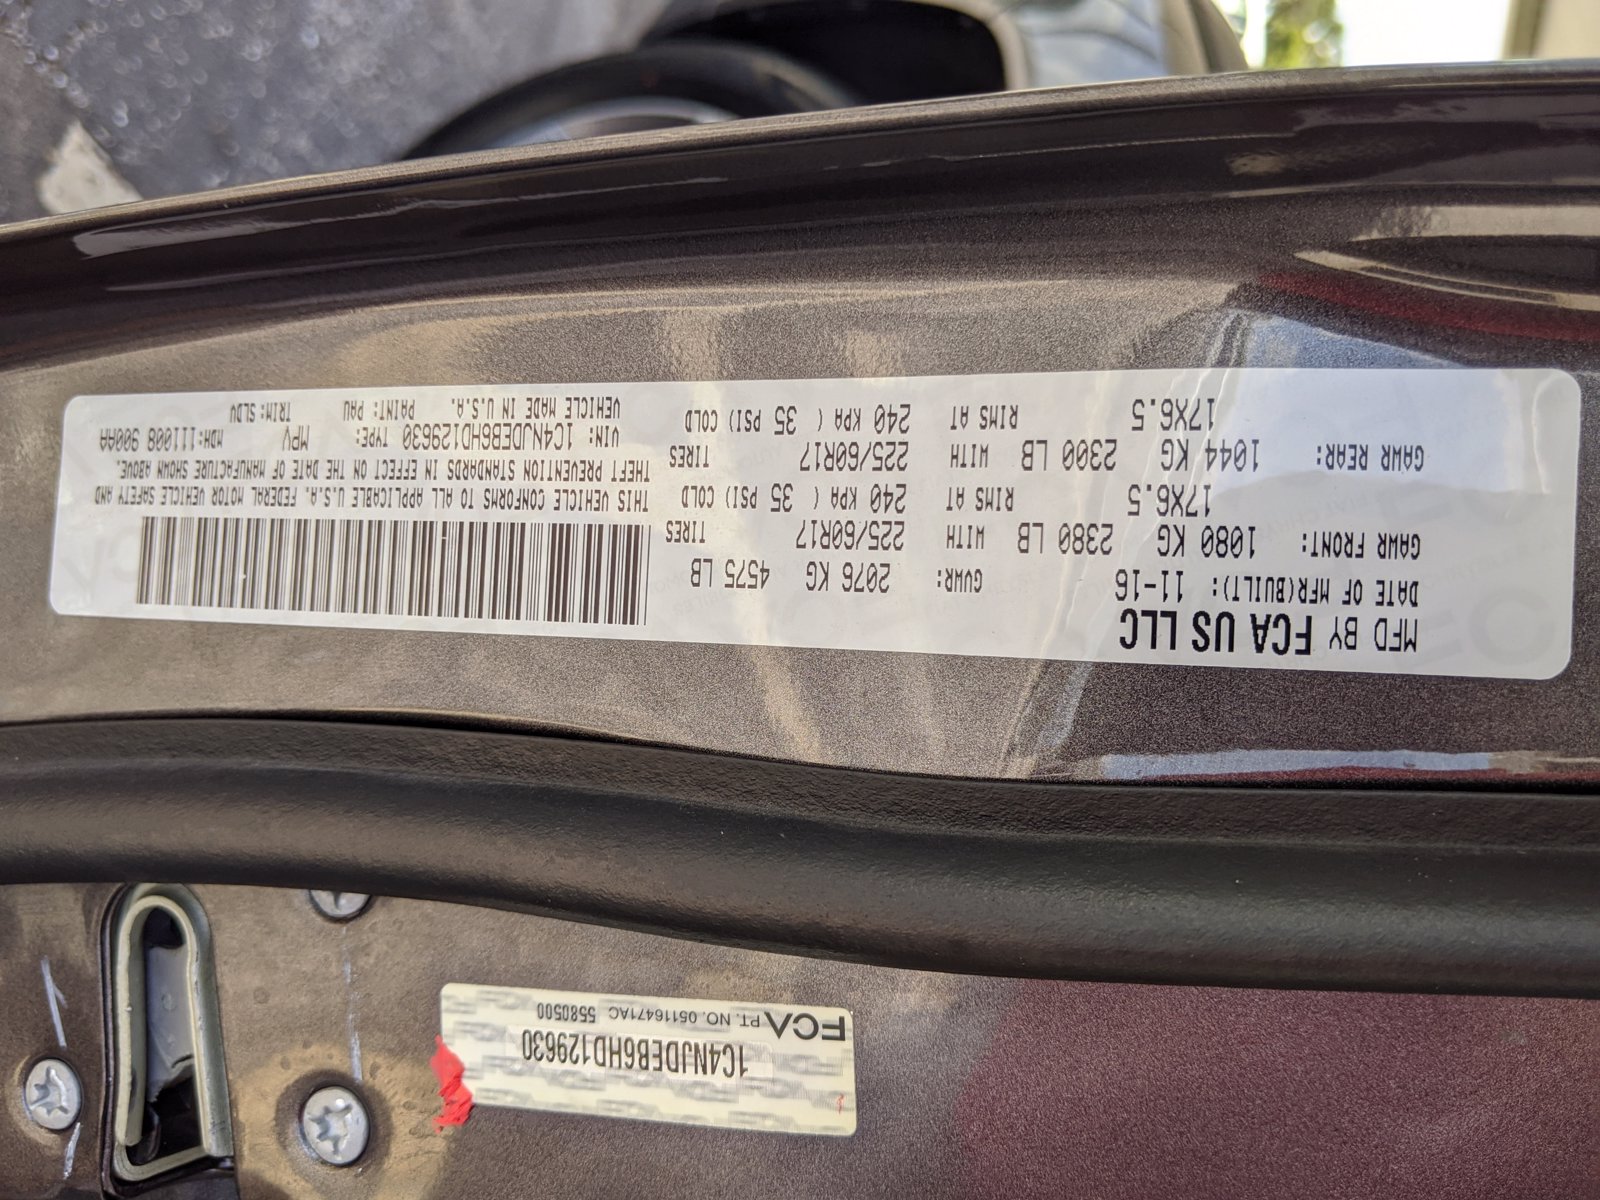 MFD BY FCA US LLC
DATE OF MFR(BUILT): 11-16 GVWR: 2076 KG 4575 LB
GAWR FRONT: 1080 KG 2380 LB WITH 225/60R17 TIRES
17X6.5 RIMS AT 240 KPA ( 35 PSI) COLD
GAWR REAR: 1044 KG 2300 LB WITH 225/60R17 TIRES
17X6.5 RIMS AT 240 KPA ( 35 PSI) COLD
THIS VEHICLE CONFORMS TO ALL APPLICABLE U.S.A. FEDERAL MOTOR VEHICLE SAFETY AND
THEFT PREVENTION STANDARDS IN EFFECT ON THE DATE OF MANUFACTURE SHOWN ABOVE.
VIN: 1C4NJDEB6HD129630 TYPE: MPV MDH:111008 900AA
VEHICLE MADE IN U.S.A. PAINT: PAU TRIM: SLDV
1C4NJDEB6HD129630
FCA PT. NO. 05116471AC 5580500